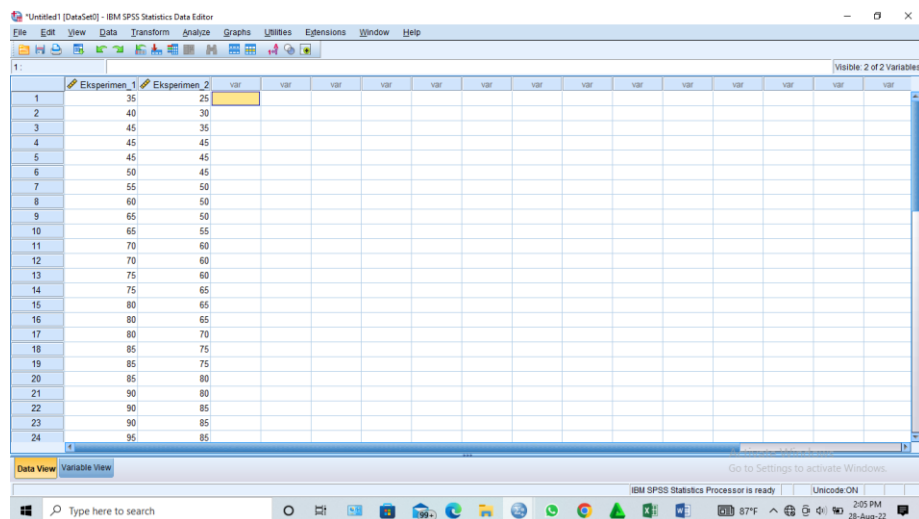 *Untitled1 [DataSet0] - IBM SPSS Statistics Data Editor
File Edit View Data Transform Analyze Graphs Utilities Extensions Window Help
1 :
Visible: 2 of 2 Variables
Eksperimen_1 Eksperimen_2 var var var var var var var var var var var var var var
1 35 25
2 40 30
3 45 35
4 45 45
5 45 45
6 50 45
7 55 50
8 60 50
9 65 50
10 65 55
11 70 60
12 70 60
13 75 60
14 75 65
15 80 65
16 80 65
17 80 70
18 85 75
19 85 75
20 85 80
21 90 80
22 90 85
23 90 85
24 95 85
Data View Variable View
Go to Settings to activate Windows.
IBM SPSS Statistics Processor is ready Unicode:ON
Type here to search
99+
87°F
2:05 PM
28-Aug-22